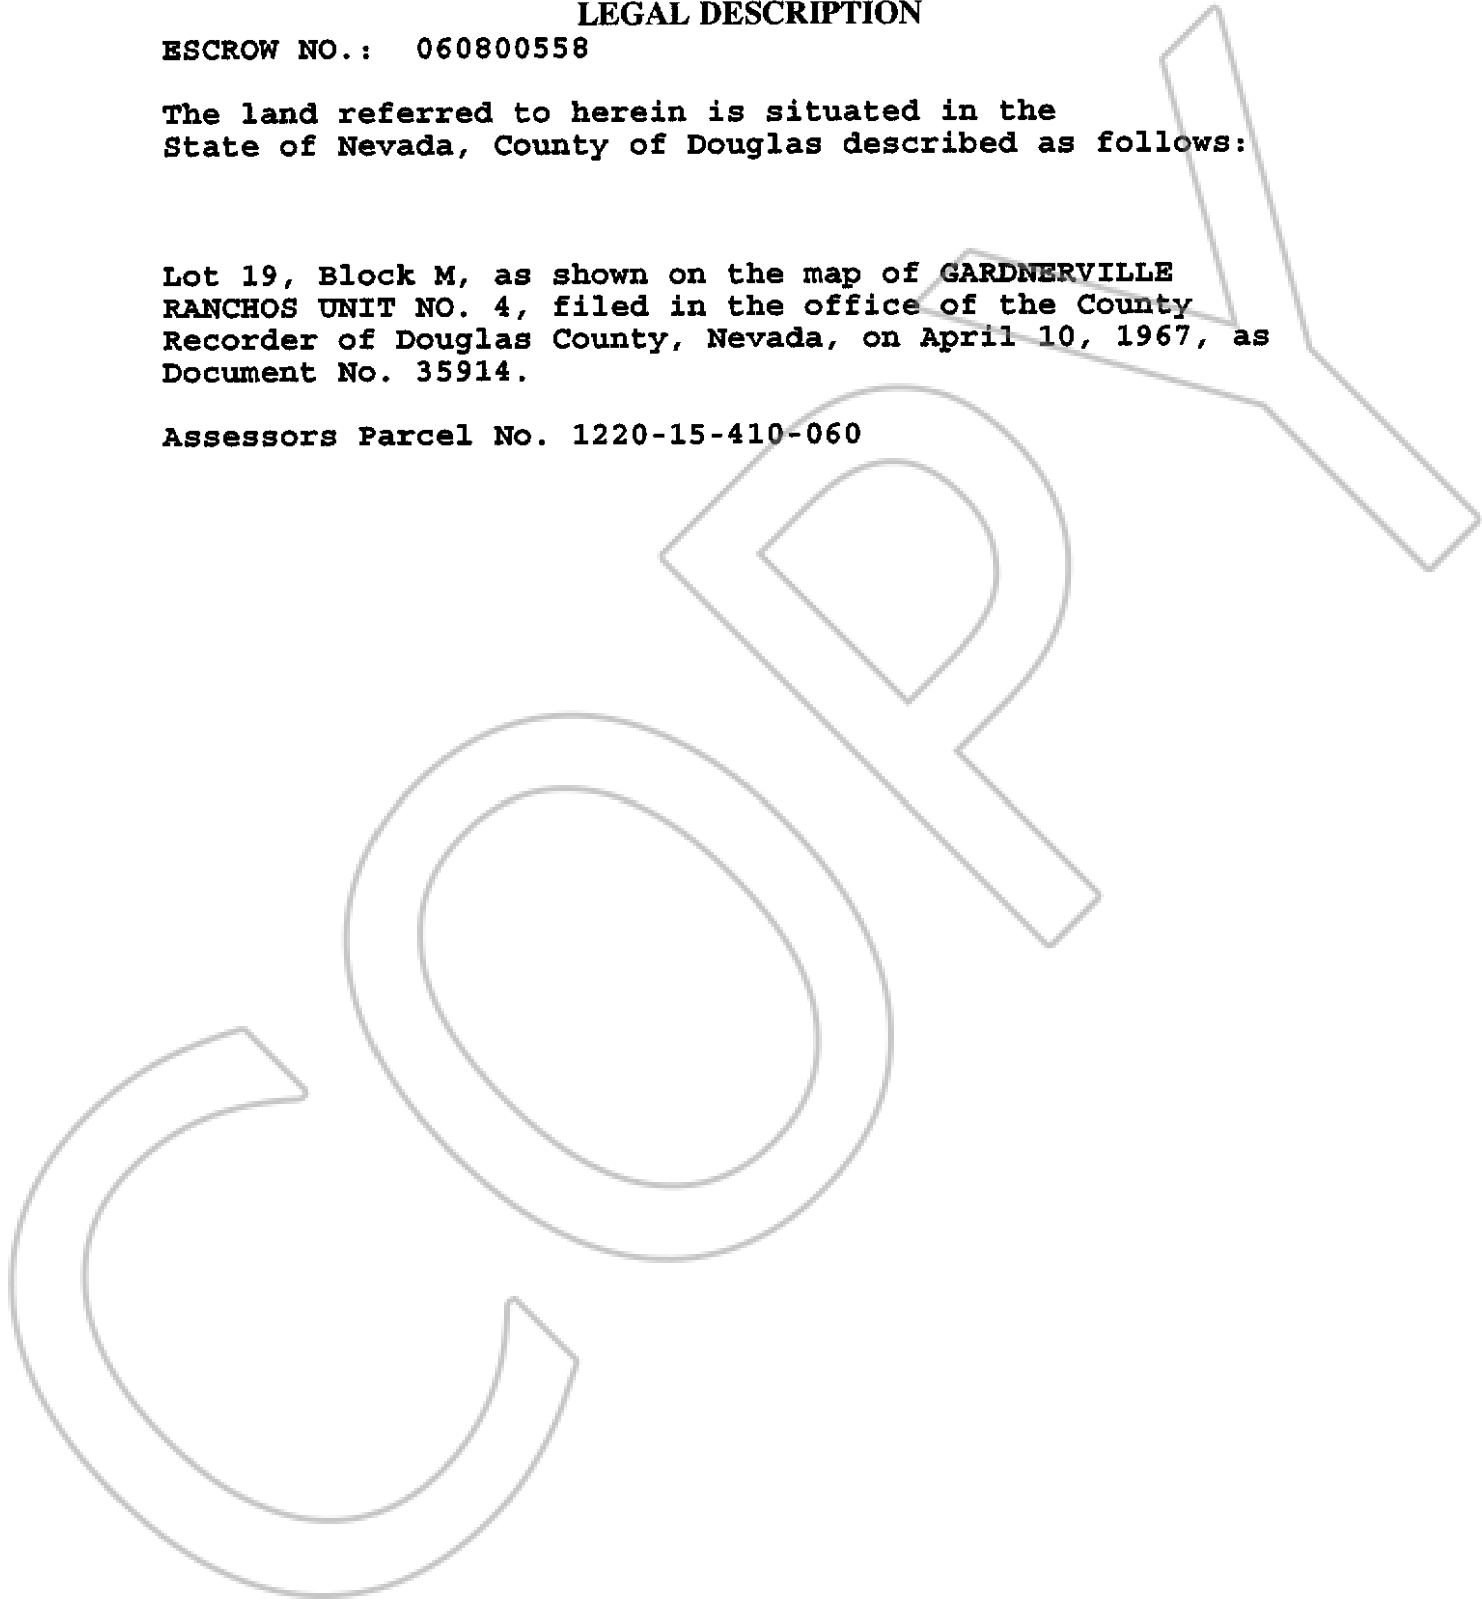 LEGAL DESCRIPTION
ESCROW NO.: 060800558
The land referred to herein is situated in the
State of Nevada, County of Douglas described as follows:
Lot 19, Block M, as shown on the map of GARDNERVILLE
RANCHOS UNIT NO. 4, filed in the office of the County
Recorder of Douglas County, Nevada, on April 10, 1967, as
Document No. 35914.
Assessors Parcel No. 1220-15-410-060
COPY